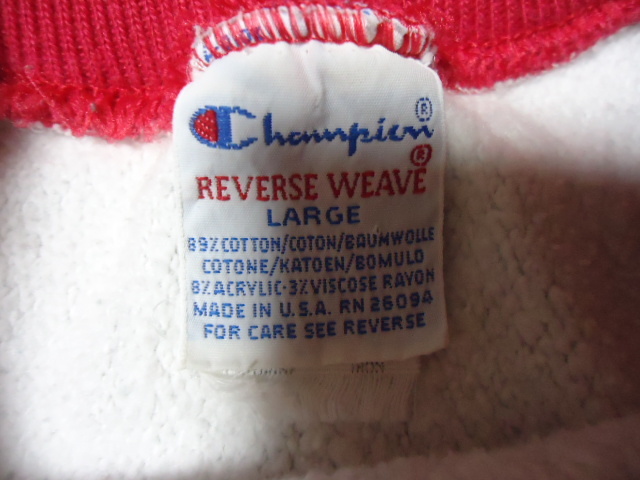 Champion®
REVERSE WEAVE®
LARGE
89% COTTON/COTON/BAUMWOLLE
COTONE/KATOEN/BOMULD
8% ACRYLIC·3% VISCOSE RAYON
MADE IN U.S.A. RN 26094
FOR CARE SEE REVERSE